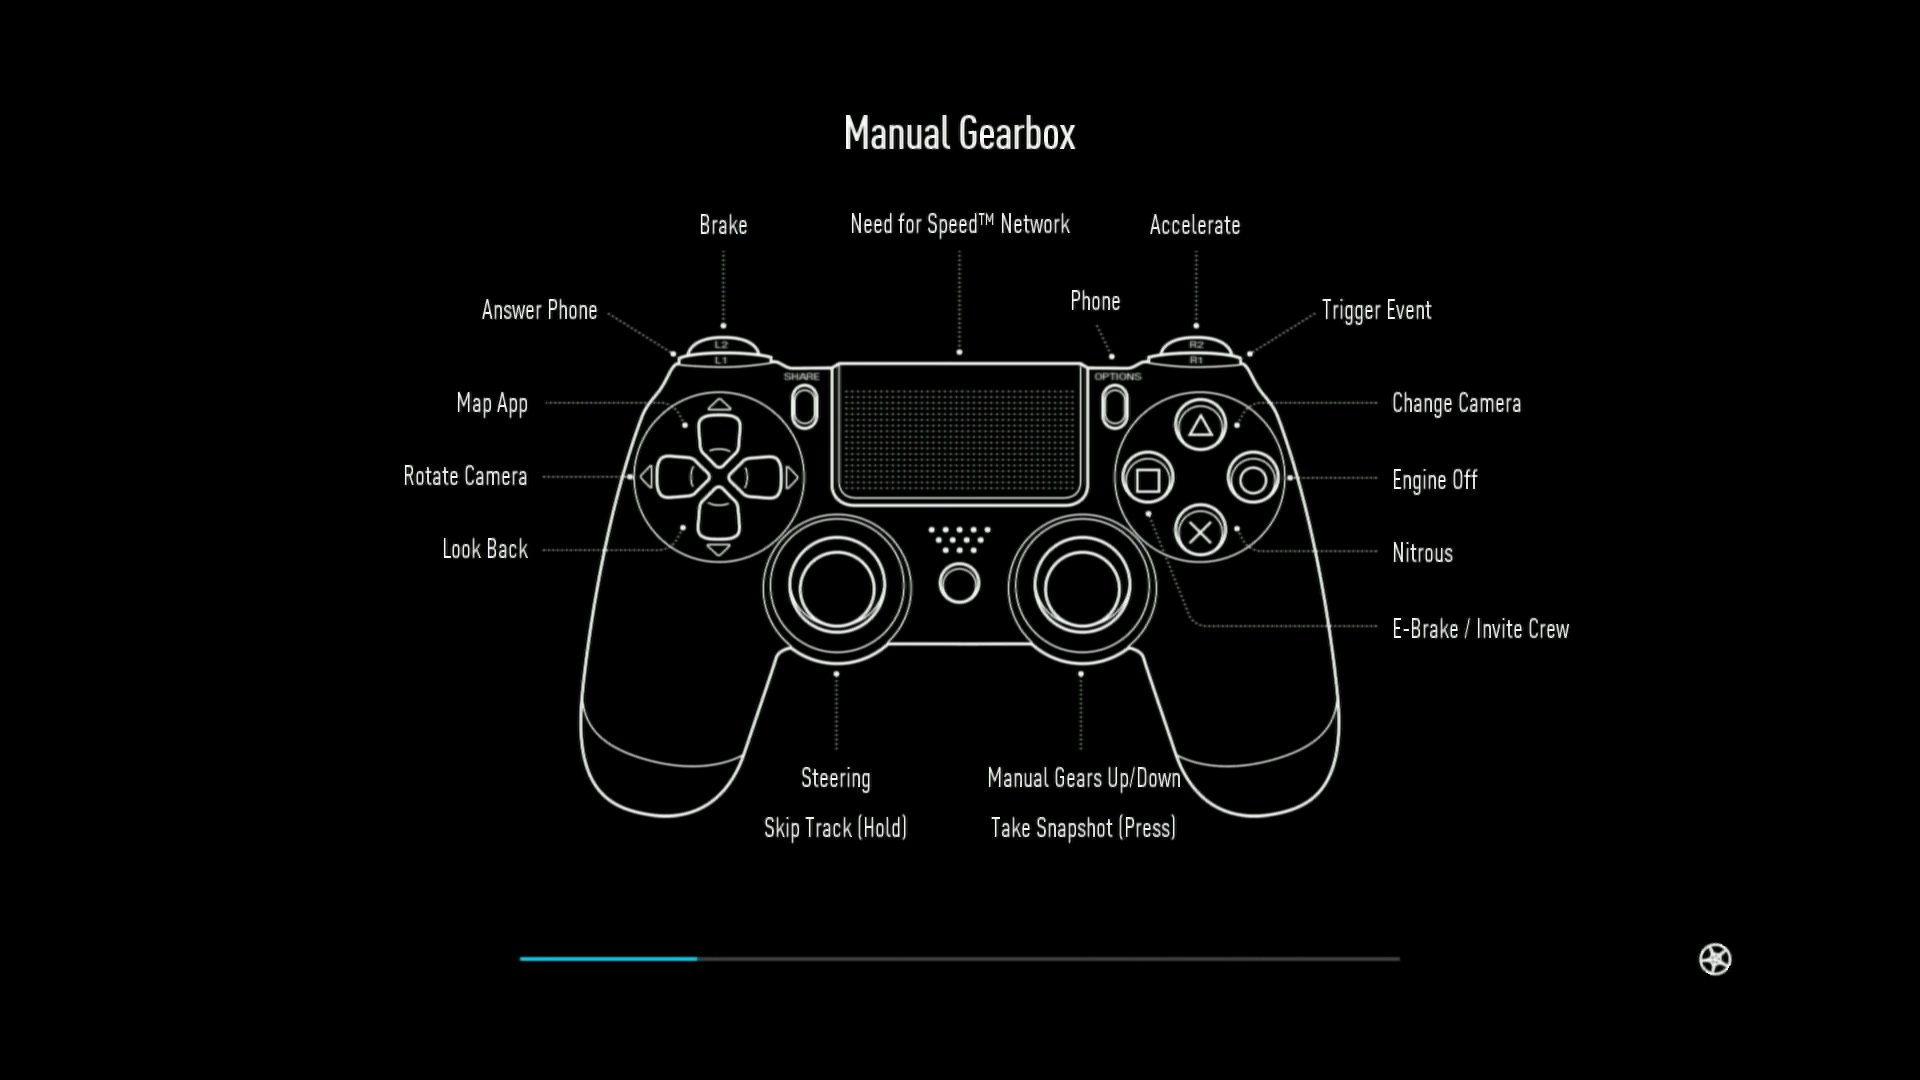 Manual Gearbox
Brake
Need for Speed™ Network
Accelerate
Answer Phone
Phone
Trigger Event
L2
R2
L1
R1
SHARE
OPTIONS
Map App
Change Camera
Rotate Camera
Engine Off
Look Back
Nitrous
E-Brake / Invite Crew
Steering
Manual Gears Up/Down
Skip Track (Hold)
Take Snapshot (Press)